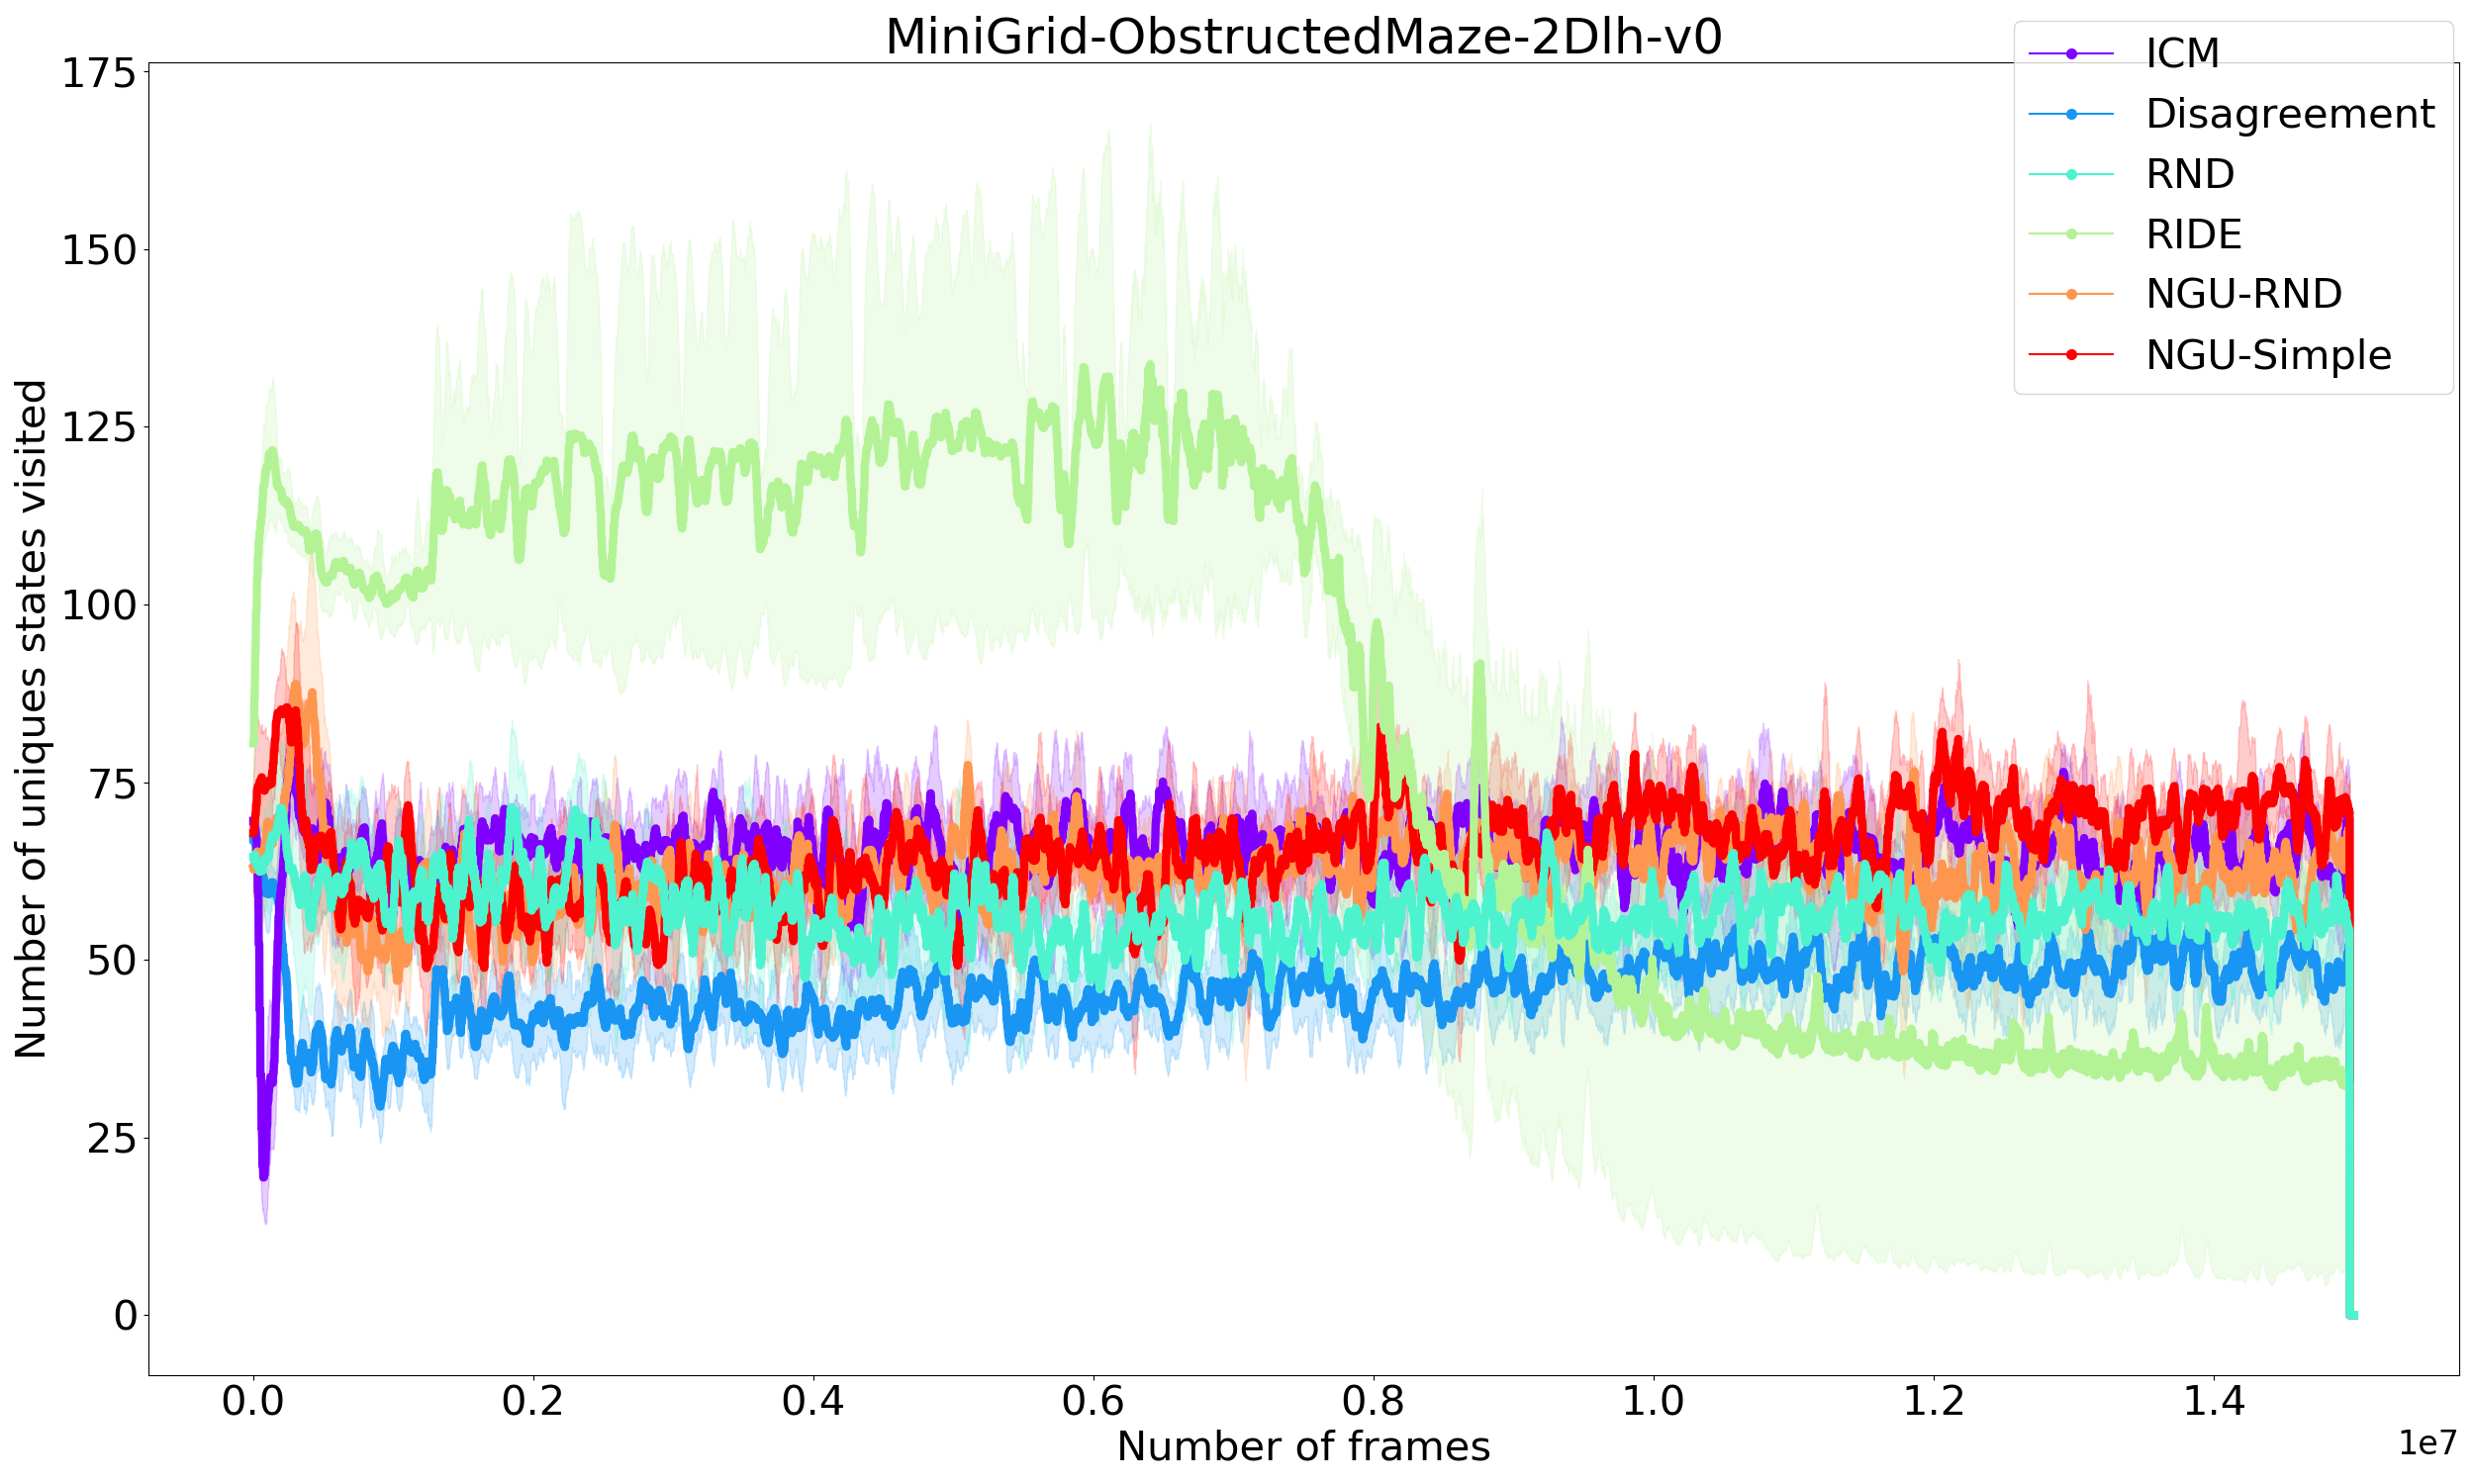 MiniGrid-ObstructedMaze-2Dlh-v0
ICM
Disagreement
RND
RIDE
NGU-RND
NGU-Simple
Number of uniques states visited
175
150
125
100
75
50
25
0
0.0 0.2 0.4 0.6 0.8 1.0 1.2 1.4
Number of frames
1e7